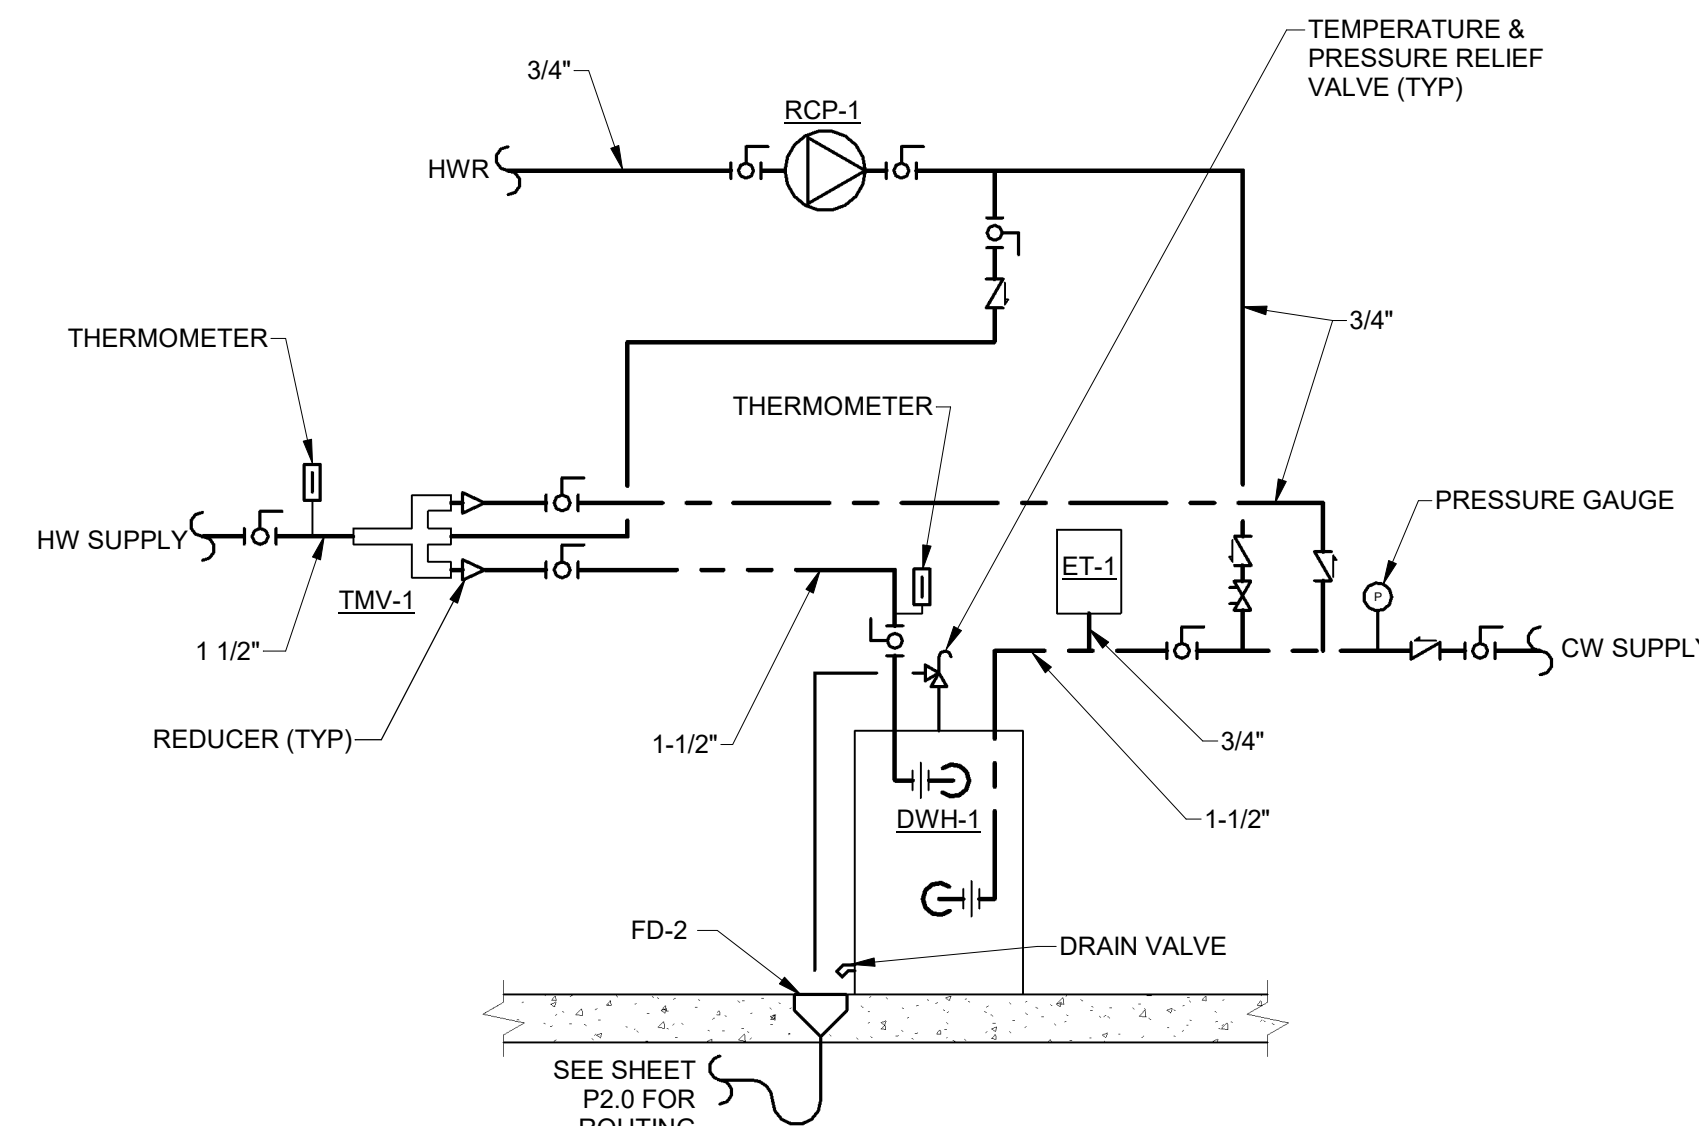 TEMPERATURE &
PRESSURE RELIEF
VALVE (TYP)
3/4"
RCP-1
HWR
THERMOMETER
3/4"
THERMOMETER
PRESSURE GAUGE
HW SUPPLY
ET-1
P
TMV-1
1 1/2"
CW SUPPLY
REDUCER (TYP)
1-1/2"
3/4"
DWH-1
1-1/2"
FD-2
DRAIN VALVE
SEE SHEET
P2.0 FOR
ROUTING